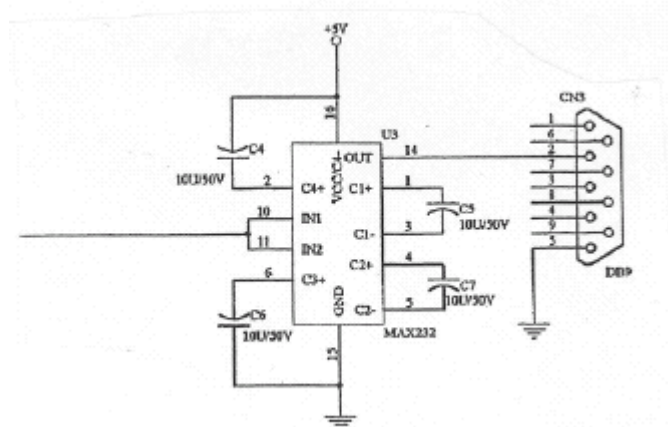 +5V
CN3
16
U3
1
6
C4
14
2
10U/50V
2
VCC/C4-
OUT
7
C4+
C1+
1
3
10
IN1
C5
8
C1-
3
10U/50V
4
11
IN2
9
4
5
6
C3+
C2+
C7
DB9
10U/50V
C6
GND
C2-
5
10U/50V
15
MAX232